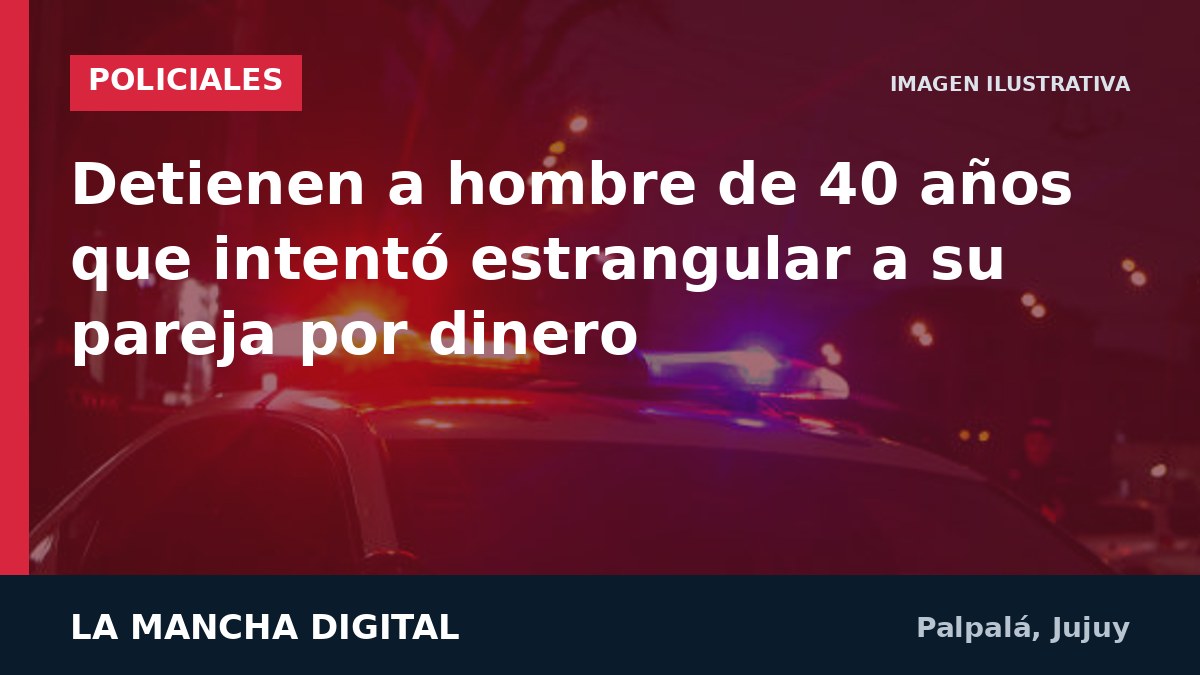 POLICIALES
IMAGEN ILUSTRATIVA
Detienen a hombre de 40 años
que intentó estrangular a su
pareja por dinero
LA MANCHA DIGITAL
Palpalá, Jujuy